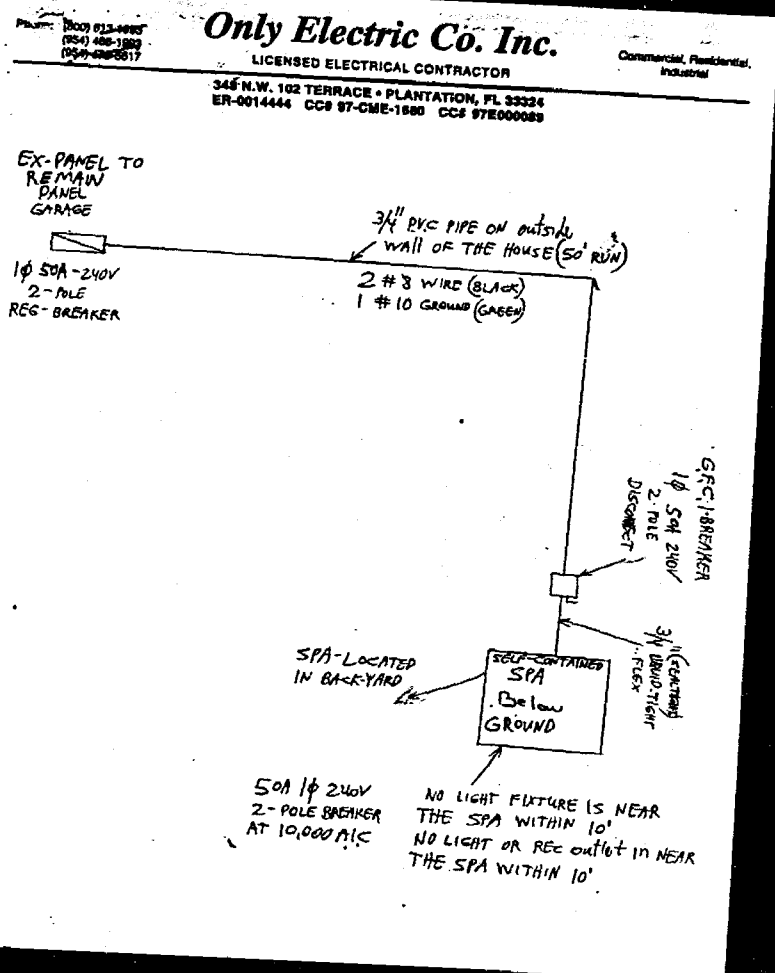 Only Electric Co. Inc.
LICENSED ELECTRICAL CONTRACTOR
Commercial, Residential,
Industrial
348 N.W. 102 TERRACE • PLANTATION, FL 33324
ER-0014444 CC# 97-CME-1580 CC# 97E000089
EX-PANEL TO
REMAIN
PANEL
GARAGE
1φ 50A-240V
2-POLE
REG-BREAKER
3/4" PVC PIPE ON outside
WALL OF THE HOUSE (50' RUN)
2 #8 WIRE (BLACK)
1 #10 GROUND (GREEN)
G.F.C.I-BREAKER
1φ 50A 240V
2-POLE
DISCONNECT
3/4" (SEALTIGHT)
LIQUID-TIGHT
FLEX
SELF-CONTAINED
SPA
Below
GROUND
SPA-LOCATED
IN BACK-YARD
50A 1φ 240V
2-POLE BREAKER
AT 10,000 AIC
NO LIGHT FIXTURE IS NEAR
THE SPA WITHIN 10'
NO LIGHT OR REC outlet in NEAR
THE SPA WITHIN 10'